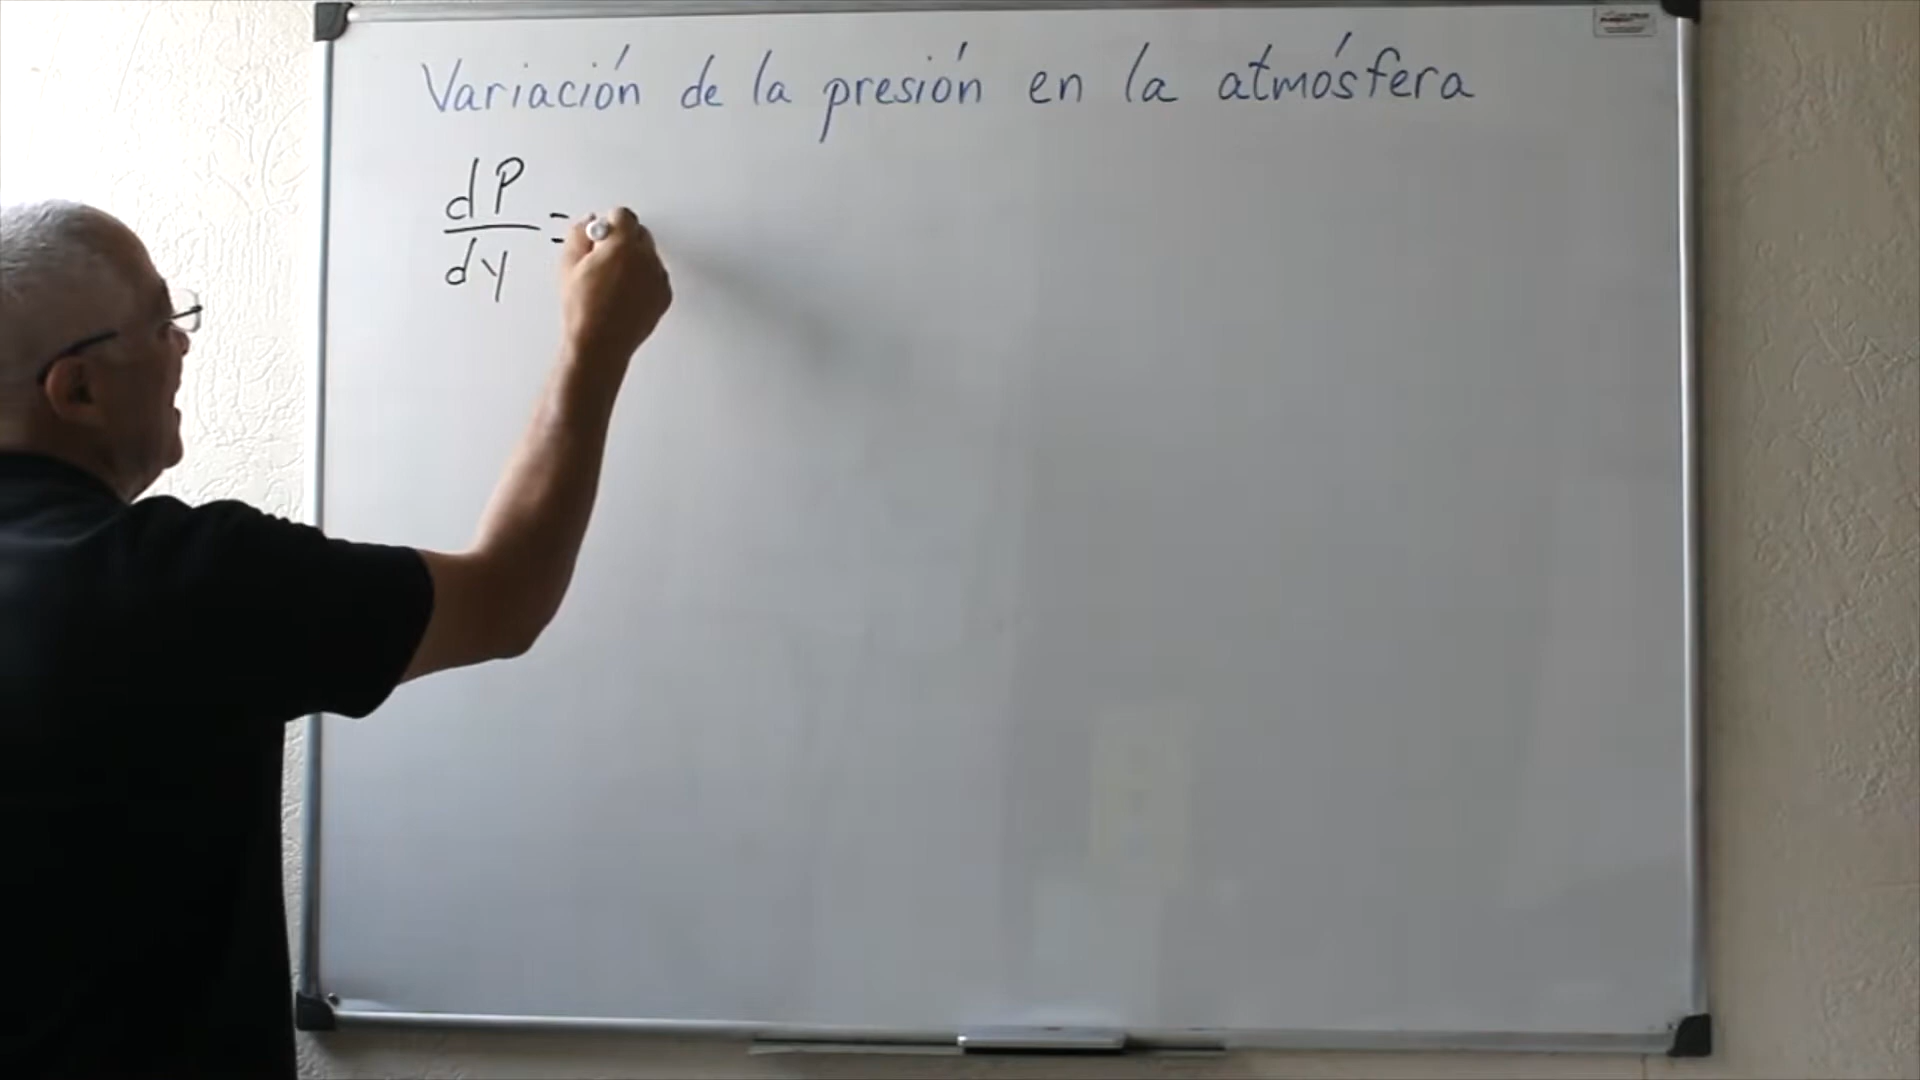 Variación de la presión en la atmósfera
dP
dy
=